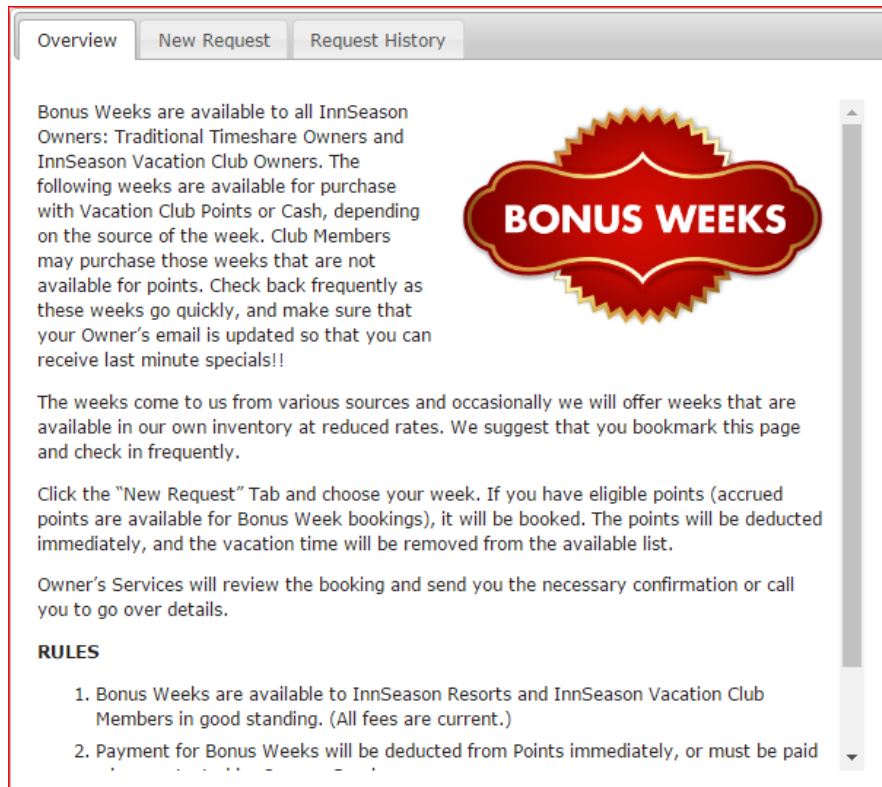 Overview New Request Request History
Bonus Weeks are available to all InnSeason
Owners: Traditional Timeshare Owners and
InnSeason Vacation Club Owners. The
following weeks are available for purchase
with Vacation Club Points or Cash, depending
on the source of the week. Club Members
may purchase those weeks that are not
available for points. Check back frequently as
these weeks go quickly, and make sure that
your Owner’s email is updated so that you can
receive last minute specials!!
BONUS WEEKS
The weeks come to us from various sources and occasionally we will offer weeks that are
available in our own inventory at reduced rates. We suggest that you bookmark this page
and check in frequently.
Click the “New Request” Tab and choose your week. If you have eligible points (accrued
points are available for Bonus Week bookings), it will be booked. The points will be deducted
immediately, and the vacation time will be removed from the available list.
Owner’s Services will review the booking and send you the necessary confirmation or call
you to go over details.
RULES
1. Bonus Weeks are available to InnSeason Resorts and InnSeason Vacation Club
Members in good standing. (All fees are current.)
2. Payment for Bonus Weeks will be deducted from Points immediately, or must be paid